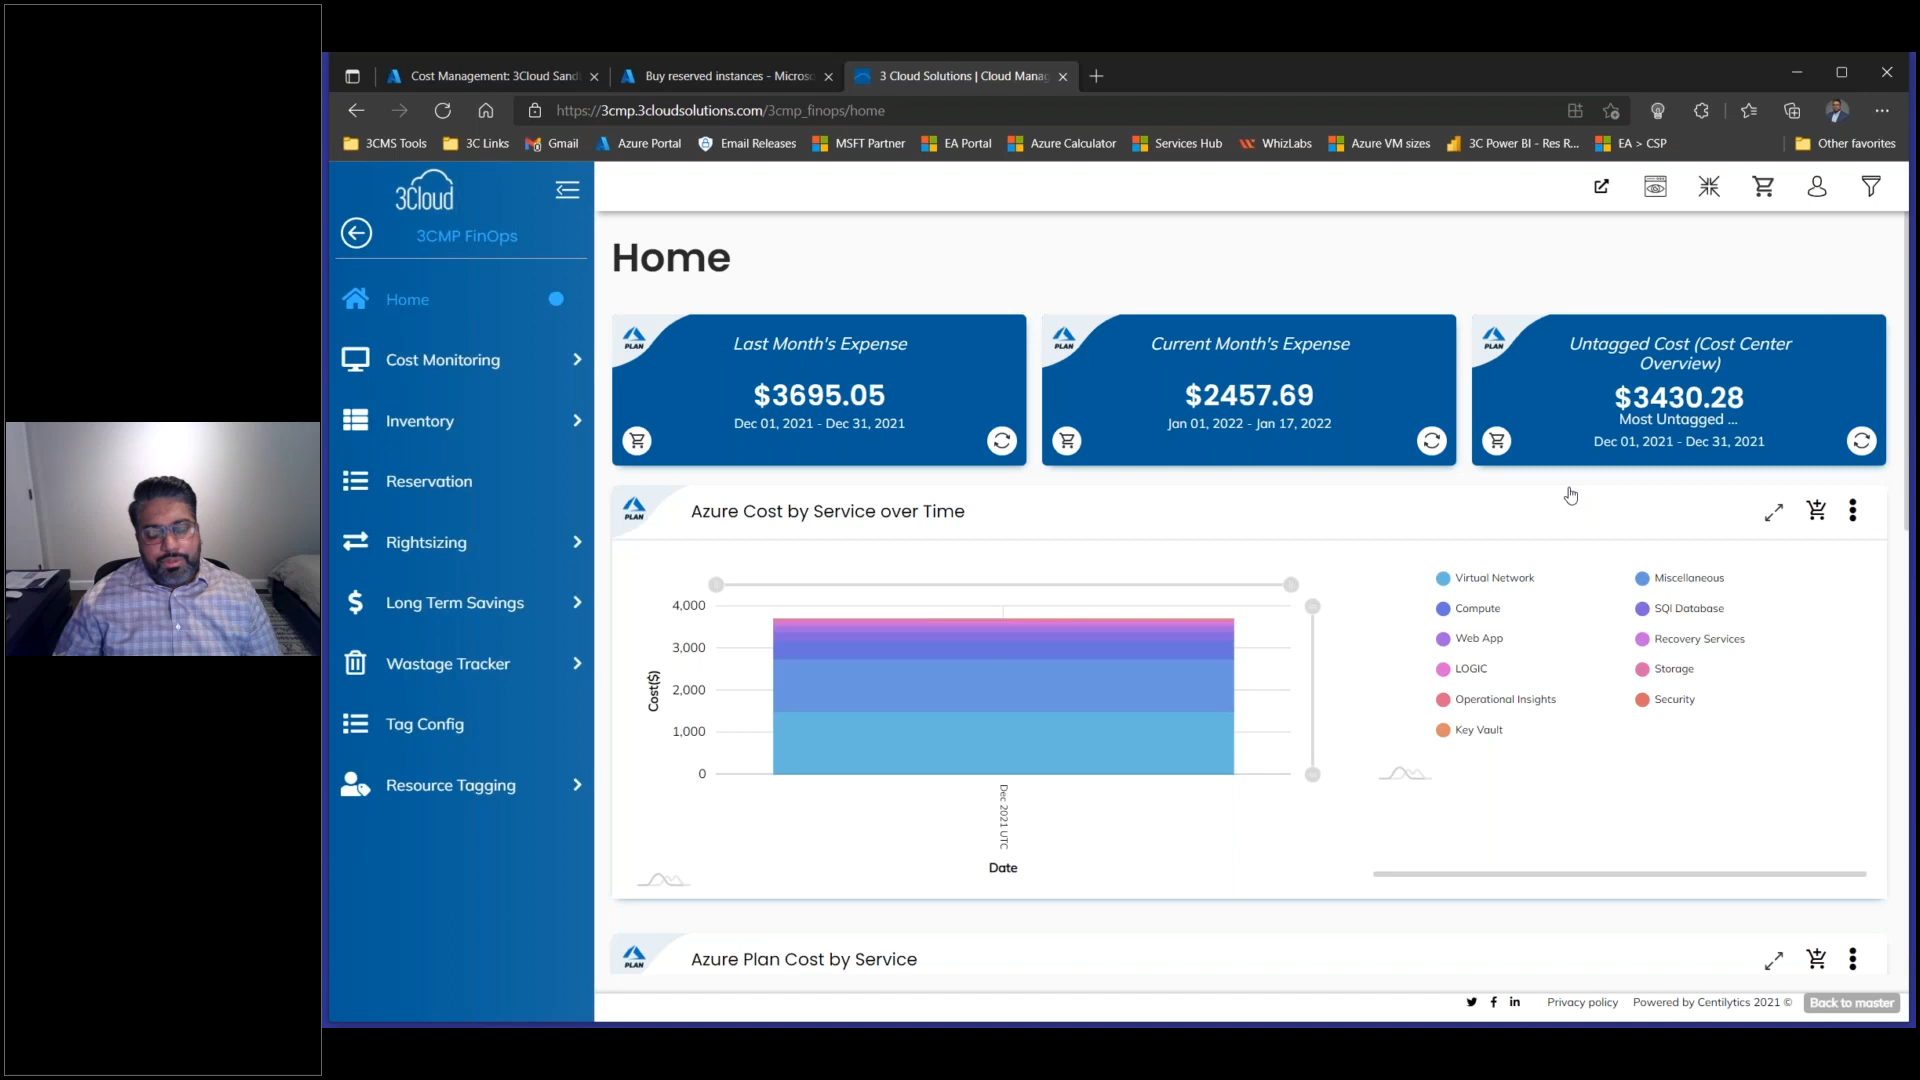 Cost Management: 3Cloud Sand
Buy reserved instances - Microso
3 Cloud Solutions | Cloud Manag
https://3cmp.3cloudsolutions.com/3cmp_finops/home
3CMS Tools
3C Links
Gmail
Azure Portal
Email Releases
MSFT Partner
EA Portal
Azure Calculator
Services Hub
WhizLabs
Azure VM sizes
3C Power BI - Res R...
EA > CSP
Other favorites
3Cloud
3CMP FinOps
Home
Cost Monitoring
Inventory
Reservation
Rightsizing
Long Term Savings
Wastage Tracker
Tag Config
Resource Tagging
Home
PLAN
Last Month's Expense
$3695.05
Dec 01, 2021 - Dec 31, 2021
PLAN
Current Month's Expense
$2457.69
Jan 01, 2022 - Jan 17, 2022
PLAN
Untagged Cost (Cost Center
Overview)
$3430.28
Most Untagged ...
Dec 01, 2021 - Dec 31, 2021
PLAN
Azure Cost by Service over Time
Cost($)
4,000
3,000
2,000
1,000
0
Dec 2021 UTC
Date
Virtual Network
Miscellaneous
Compute
SQl Database
Web App
Recovery Services
LOGIC
Storage
Operational Insights
Security
Key Vault
PLAN
Azure Plan Cost by Service
Privacy policy
Powered by Centilytics 2021 ©
Back to master